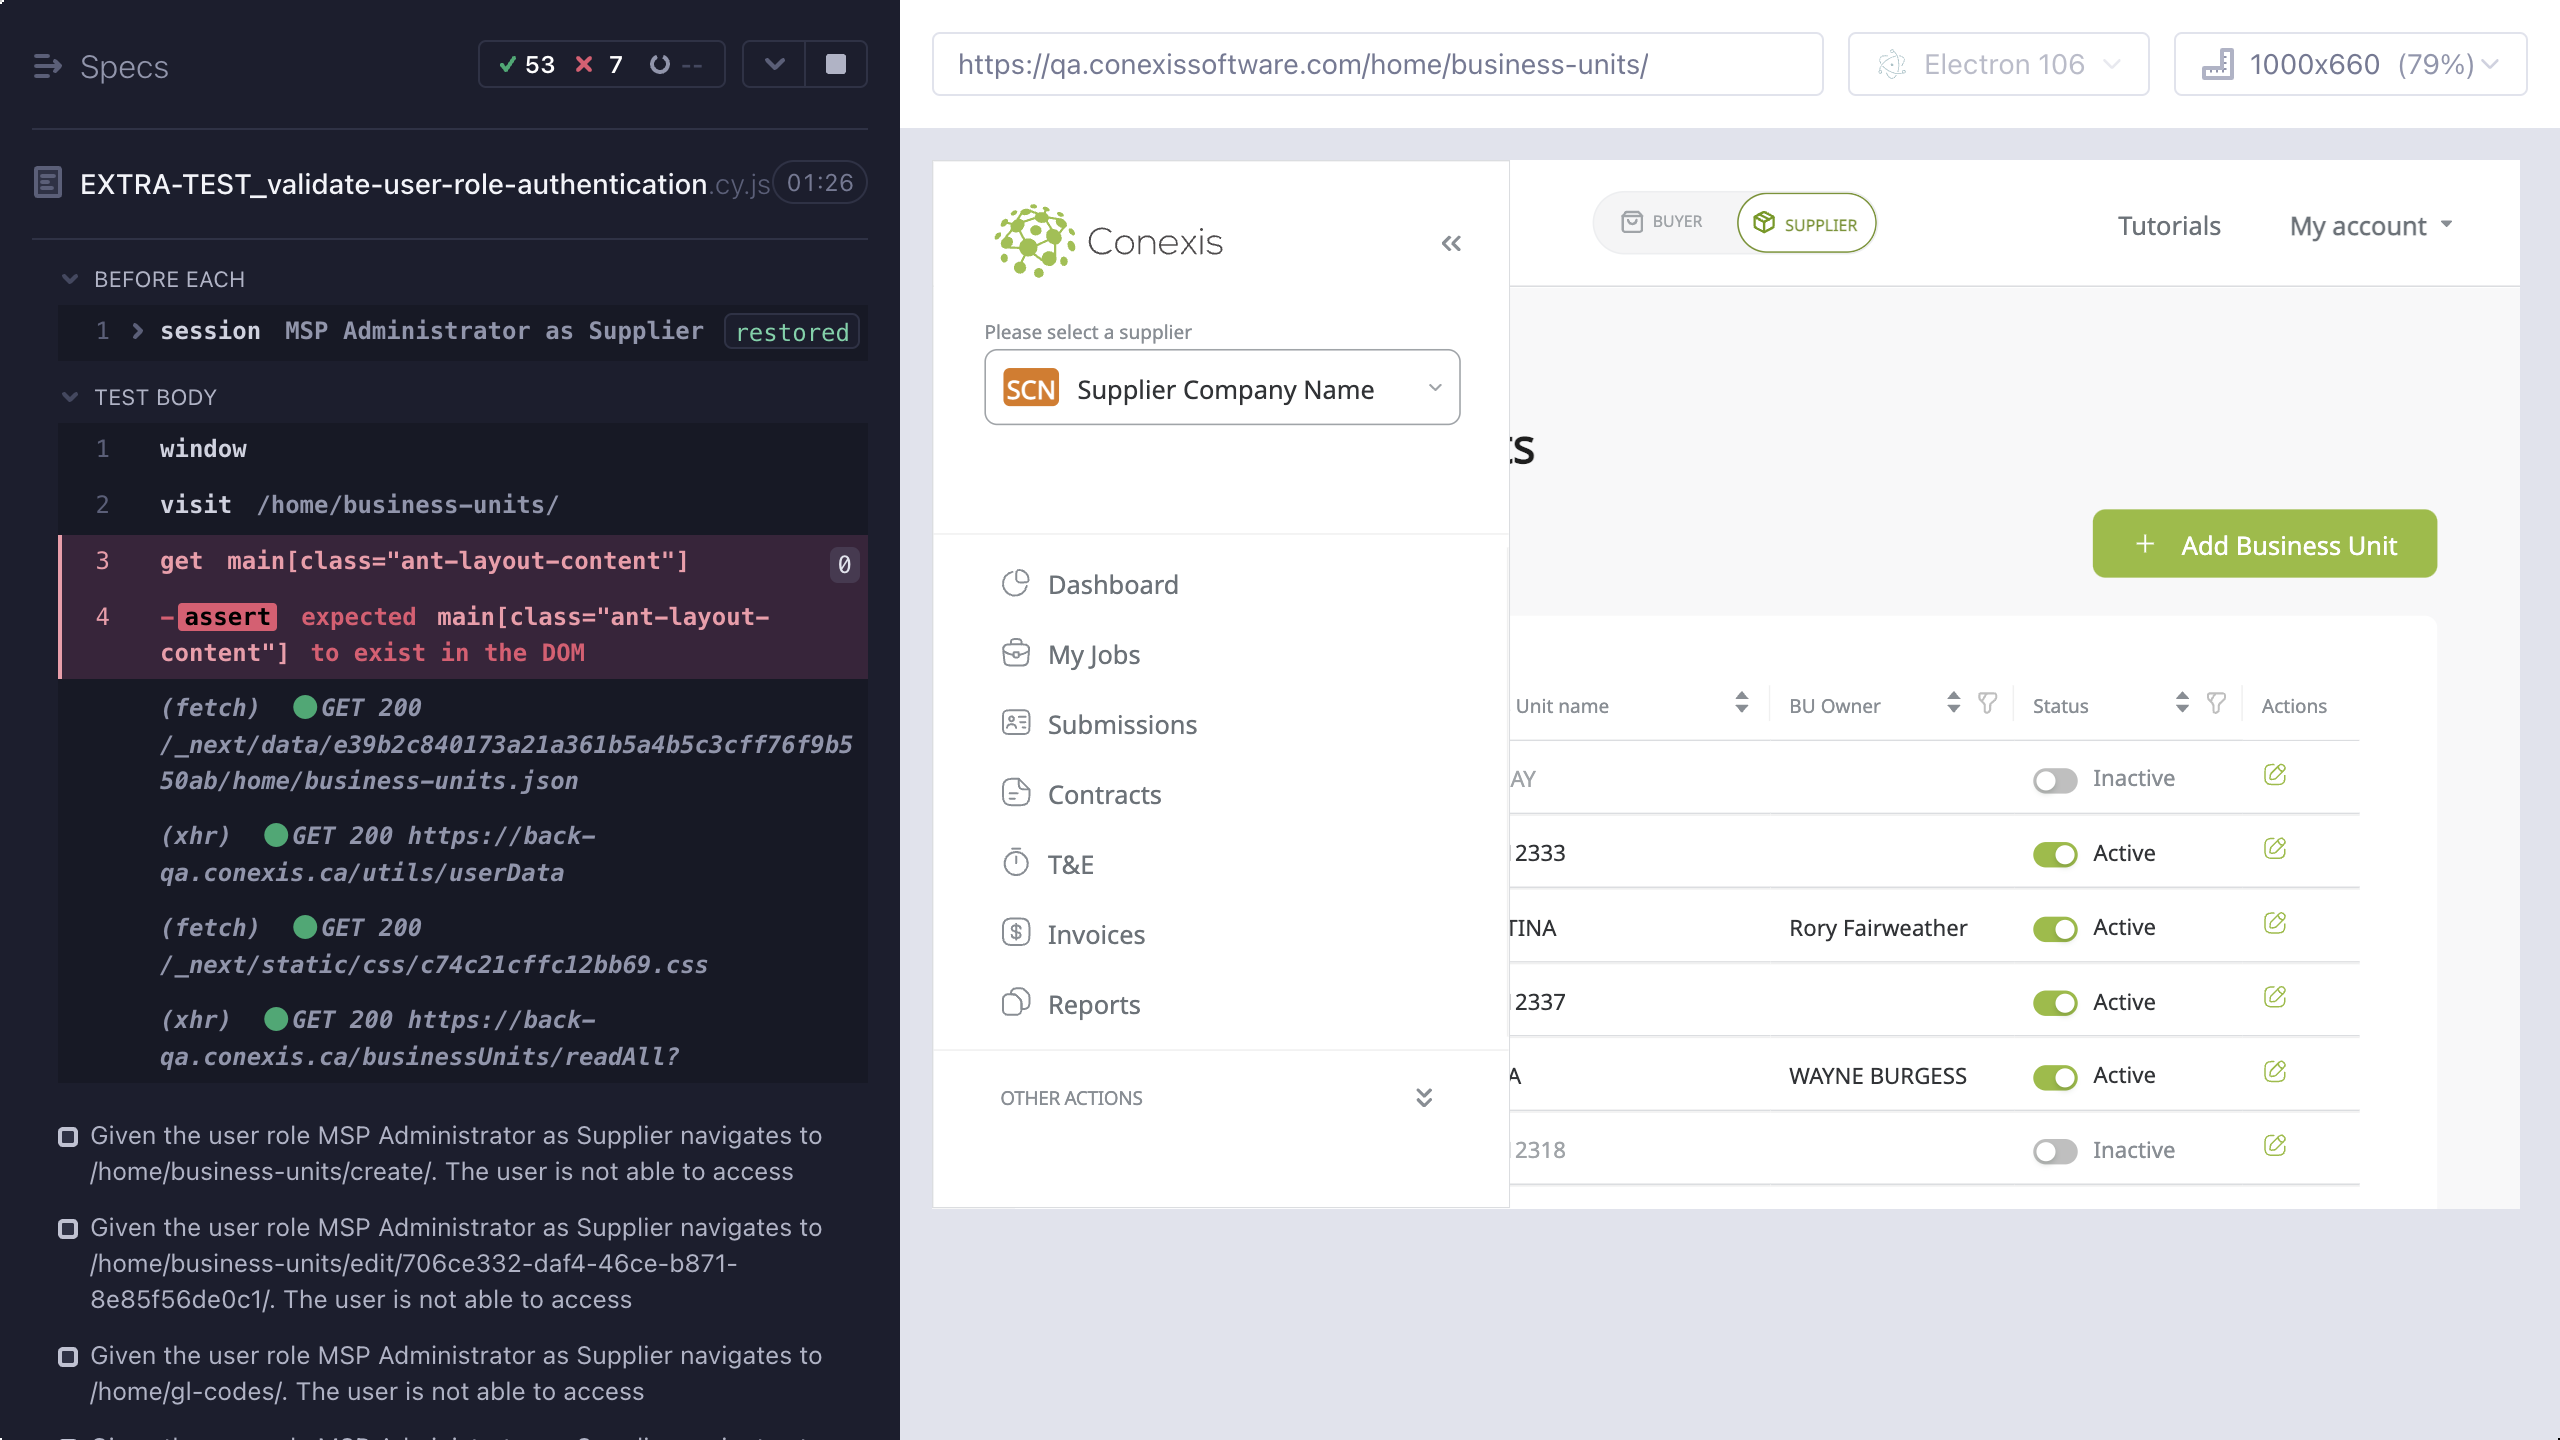 Specs
53 7 --
EXTRA-TEST_validate-user-role-authentication.cy.js 01:26
BEFORE EACH
1 session MSP Administrator as Supplier restored
TEST BODY
1 window
2 visit /home/business-units/
3 get main[class="ant-layout-content"] 0
4 -assert expected main[class="ant-layout-
content"] to exist in the DOM
(fetch) GET 200
/_next/data/e39b2c840173a21a361b5a4b5c3cff76f9b5
50ab/home/business-units.json
(xhr) GET 200 https://back-
qa.conexis.ca/utils/userData
(fetch) GET 200
/_next/static/css/c74c21cffc12bb69.css
(xhr) GET 200 https://back-
qa.conexis.ca/businessUnits/readAll?
Given the user role MSP Administrator as Supplier navigates to
/home/business-units/create/. The user is not able to access
Given the user role MSP Administrator as Supplier navigates to
/home/business-units/edit/706ce332-daf4-46ce-b871-
8e85f56de0c1/. The user is not able to access
Given the user role MSP Administrator as Supplier navigates to
/home/gl-codes/. The user is not able to access
https://qa.conexissoftware.com/home/business-units/
Electron 106
1000x660 (79%)
Conexis
Please select a supplier
SCN Supplier Company Name
Dashboard
My Jobs
Submissions
Contracts
T&E
Invoices
Reports
OTHER ACTIONS
BUYER
SUPPLIER
Tutorials
My account
ts
+ Add Business Unit
Unit name BU Owner Status Actions
AY Inactive
12333 Active
TINA Rory Fairweather Active
12337 Active
A WAYNE BURGESS Active
12318 Inactive